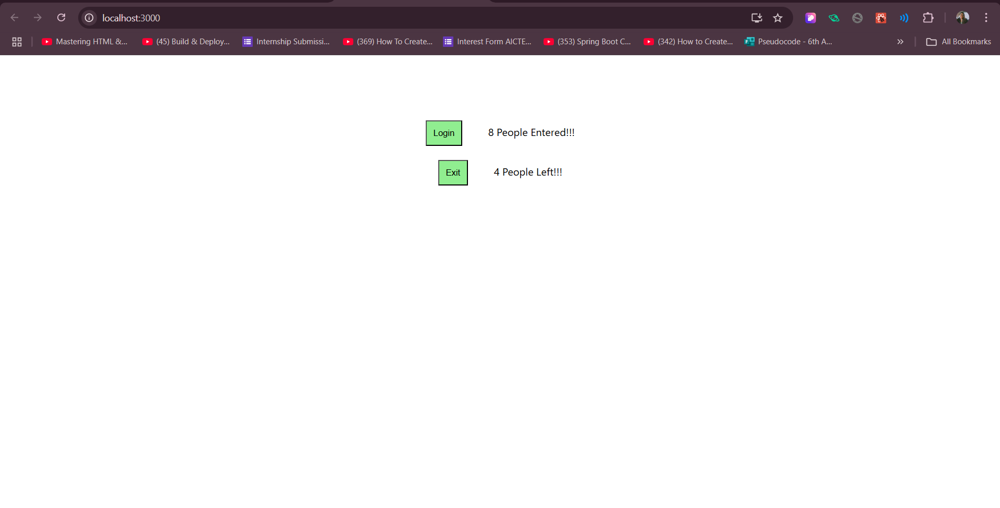 localhost:3000
Mastering HTML &... (45) Build & Deploy... Internship Submissi... (369) How To Create... Interest Form AICTE... (353) Spring Boot C... (342) How to Create... Pseudocode - 6th A... » All Bookmarks
Login 8 People Entered!!!
Exit 4 People Left!!!